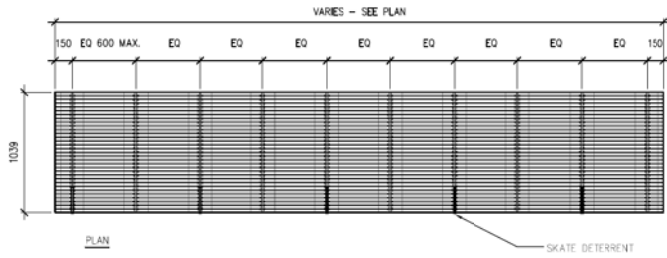 VARIES - SEE PLAN
150 EQ 600 MAX. EQ EQ EQ EQ EQ EQ EQ EQ 150
1039
PLAN
SKATE DETERRENT